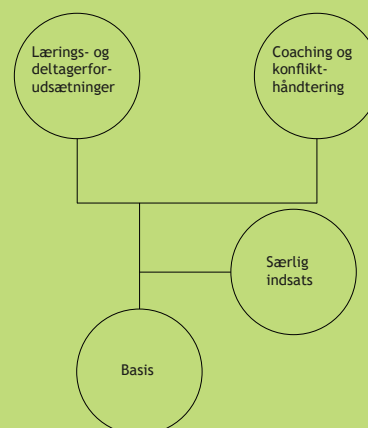 Lærings- og
deltagerfor-
udsætninger
Coaching og
konflikt-
håndtering
Særlig
indsats
Basis